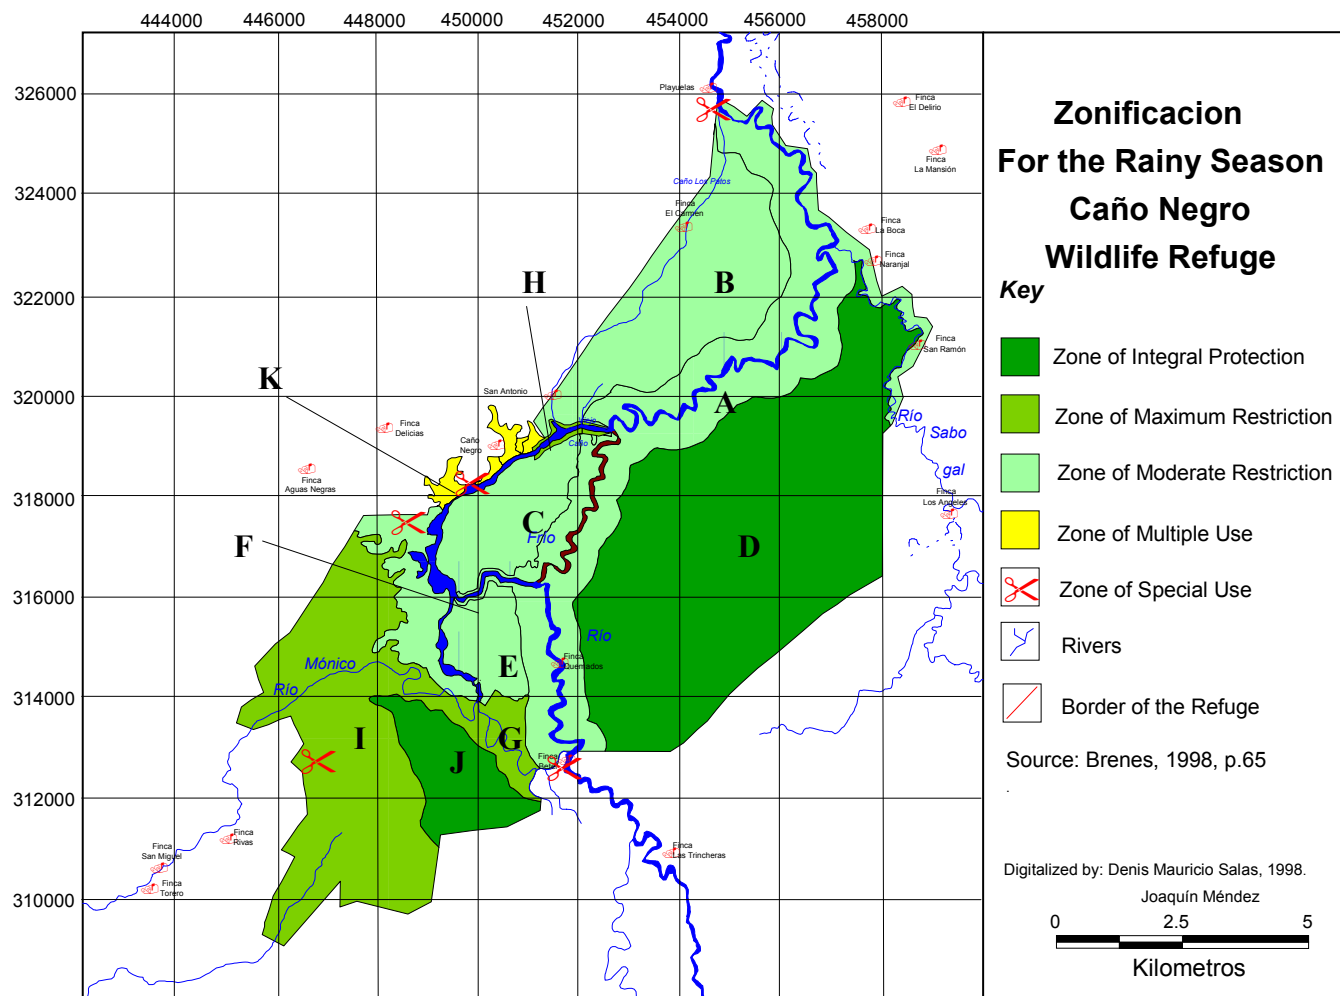 444000 446000 448000 450000 452000 454000 456000 458000
326000
324000
322000
320000
318000
316000
314000
312000
310000
Playuelas
Finca
El Delirio
Finca
La Mansión
Caño Los Patos
Finca
El Carmen
Finca
La Boca
Finca
Naranjal
B
H
Finca
San Ramón
K
San Antonio
A
Río
Sabo
gal
Finca
Delicias
Caño
Negro
Caño
Finca
Aguas Negras
Finca
Los Angeles
C
Frio
F
D
Río
E
Finca
Quemados
Mónico
Río
I
G
J
Finca
Finca
Rivas
Finca
San Miguel
Finca
Torero
Finca
Las Trincheras
Zonificacion
For the Rainy Season
Caño Negro
Wildlife Refuge
Key
Zone of Integral Protection
Zone of Maximum Restriction
Zone of Moderate Restriction
Zone of Multiple Use
Zone of Special Use
Rivers
Border of the Refuge
Source: Brenes, 1998, p.65
.
Digitalized by: Denis Mauricio Salas, 1998.
Joaquín Méndez
0 2.5 5
Kilometros